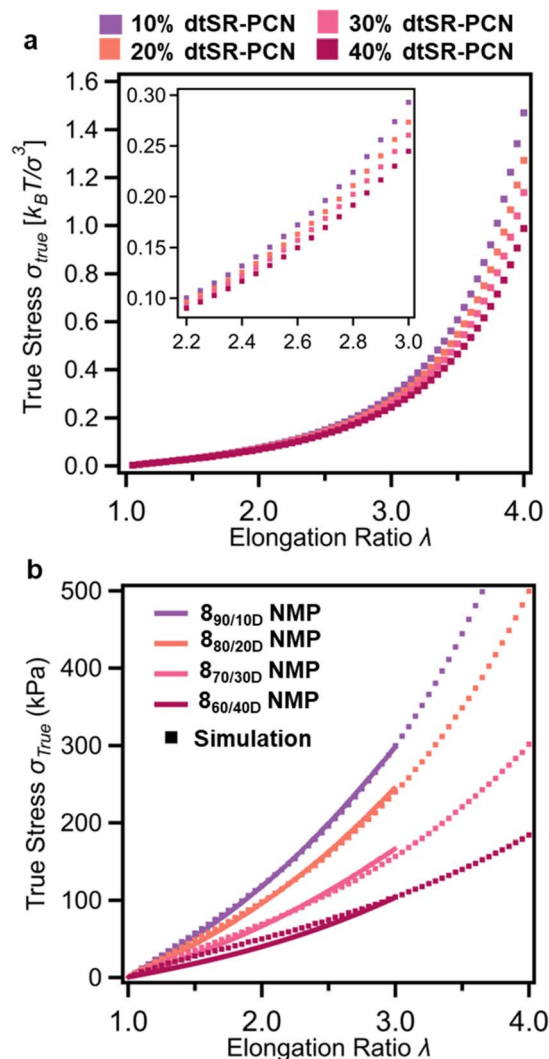 a
10% dtSR-PCN 30% dtSR-PCN
20% dtSR-PCN 40% dtSR-PCN
True Stress σtrue [kBT/σ³]
1.6
1.4
1.2
1.0
0.8
0.6
0.4
0.2
0.0
0.30
0.25
0.20
0.15
0.10
2.2 2.4 2.6 2.8 3.0
1.0 2.0 3.0 4.0
Elongation Ratio λ
b
True Stress σTrue (kPa)
500
400
300
200
100
0
890/10D NMP
880/20D NMP
870/30D NMP
860/40D NMP
Simulation
1.0 2.0 3.0 4.0
Elongation Ratio λ